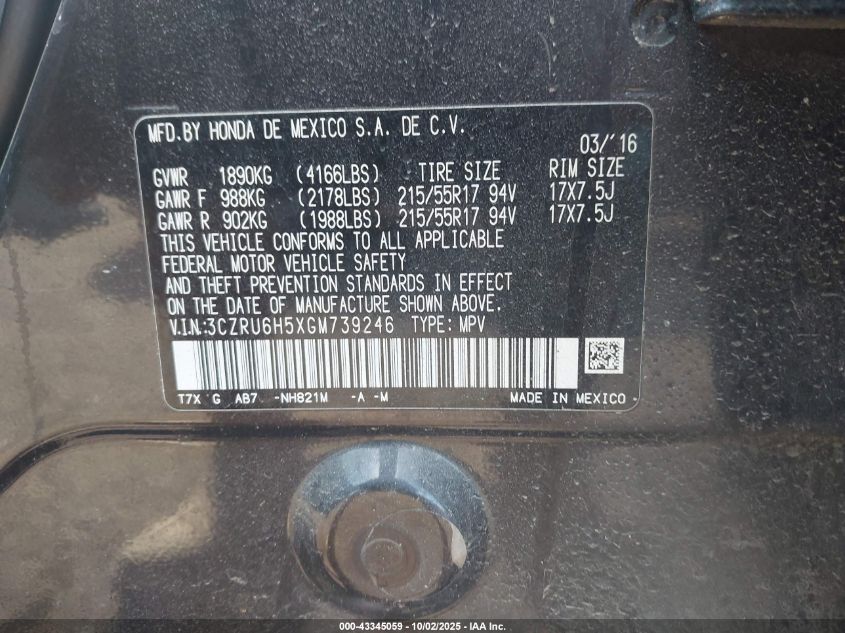 MFD.BY HONDA DE MEXICO S.A. DE C.V.
03/'16
GVWR 1890KG (4166LBS) TIRE SIZE RIM SIZE
GAWR F 988KG (2178LBS) 215/55R17 94V 17X7.5J
GAWR R 902KG (1988LBS) 215/55R17 94V 17X7.5J
THIS VEHICLE CONFORMS TO ALL APPLICABLE
FEDERAL MOTOR VEHICLE SAFETY
AND THEFT PREVENTION STANDARDS IN EFFECT
ON THE DATE OF MANUFACTURE SHOWN ABOVE.
V.I.N.:3CZRU6H5XGM739246 TYPE: MPV
T7X G AB7 -NH821M -A -M MADE IN MEXICO
000-43345059 - 10/02/2025 - IAA Inc.